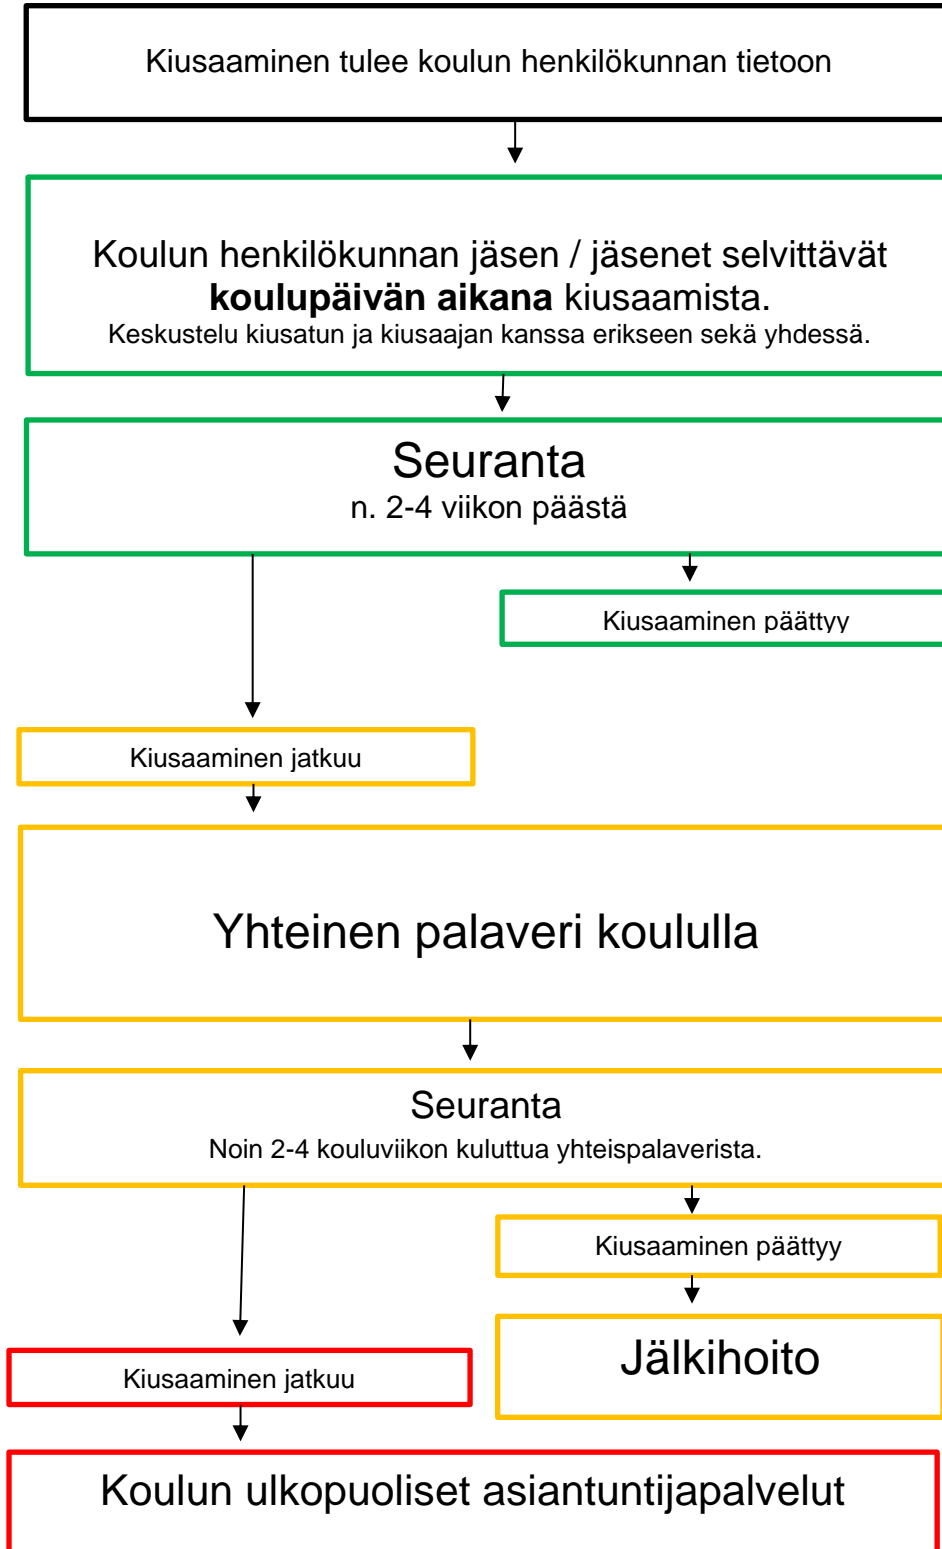 Kiusaaminen tulee koulun henkilökunnan tietoon
Koulun henkilökunnan jäsen / jäsenet selvittävät
koulupäivän aikana kiusaamista.
Keskustelu kiusatun ja kiusaajan kanssa erikseen sekä yhdessä.
Seuranta
n. 2-4 viikon päästä
Kiusaaminen päättyy
Kiusaaminen jatkuu
Yhteinen palaveri koululla
Seuranta
Noin 2-4 kouluviikon kuluttua yhteispalaverista.
Kiusaaminen päättyy
Jälkihoito
Kiusaaminen jatkuu
Koulun ulkopuoliset asiantuntijapalvelut